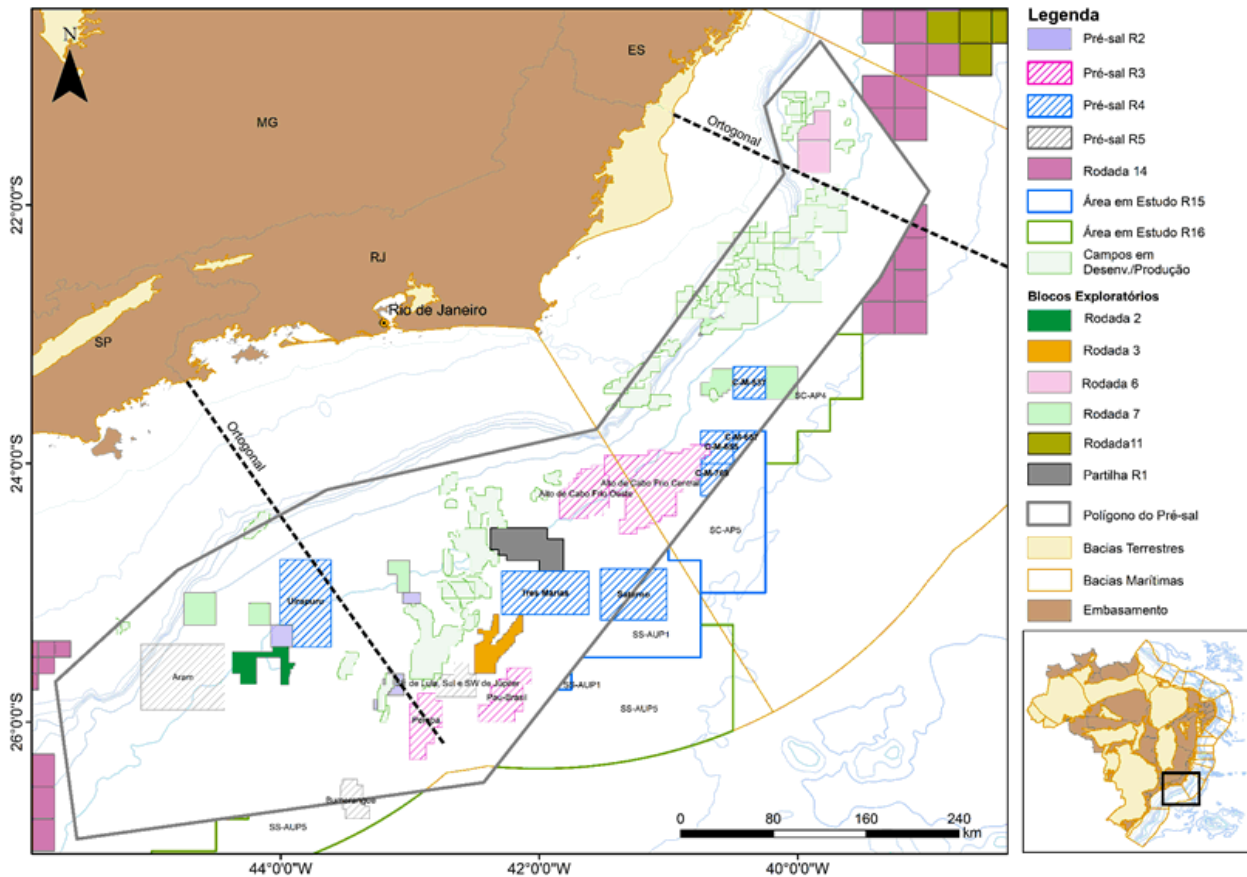 N
ES
MG
Ortogonal
22°0'0"S
RJ
Rio de Janeiro
SP
Ortogonal
C-M-537
SC-AP4
24°0'0"S
C-M-657
Alto de Cabo Frio Central
C-M-769
Alto de Cabo Frio Oeste
SC-AP5
Uirapuru
Tres Marias
Saturno
SS-AUP1
Aram
de Lula, Sul e SW de Júpiter
SS-AUP1
Pau-Brasil
SS-AUP5
26°0'0"S
Bumerangue
SS-AUP5
0 80 160 240
km
44°0'0"W
42°0'0"W
40°0'0"W
Legenda
Pré-sal R2
Pré-sal R3
Pré-sal R4
Pré-sal R5
Rodada 14
Área em Estudo R15
Área em Estudo R16
Campos em
Desenv./Produção
Blocos Exploratórios
Rodada 2
Rodada 3
Rodada 6
Rodada 7
Rodada11
Partilha R1
Polígono do Pré-sal
Bacias Terrestres
Bacias Marítimas
Embasamento